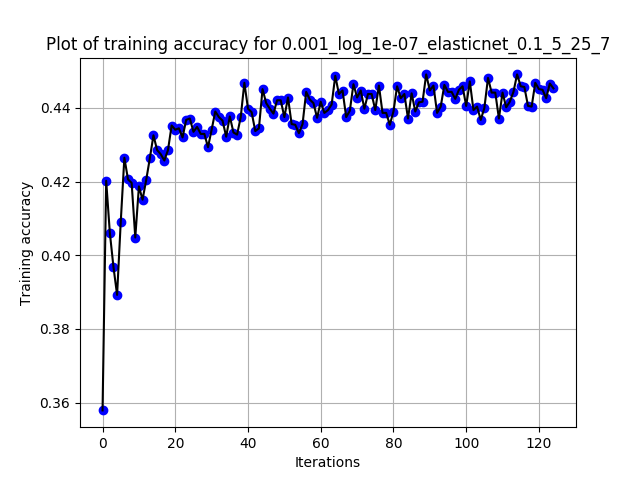 Plot of training accuracy for 0.001_log_1e-07_elasticnet_0.1_5_25_7
Training accuracy
0.44
0.42
0.40
0.38
0.36
0 20 40 60 80 100 120
Iterations